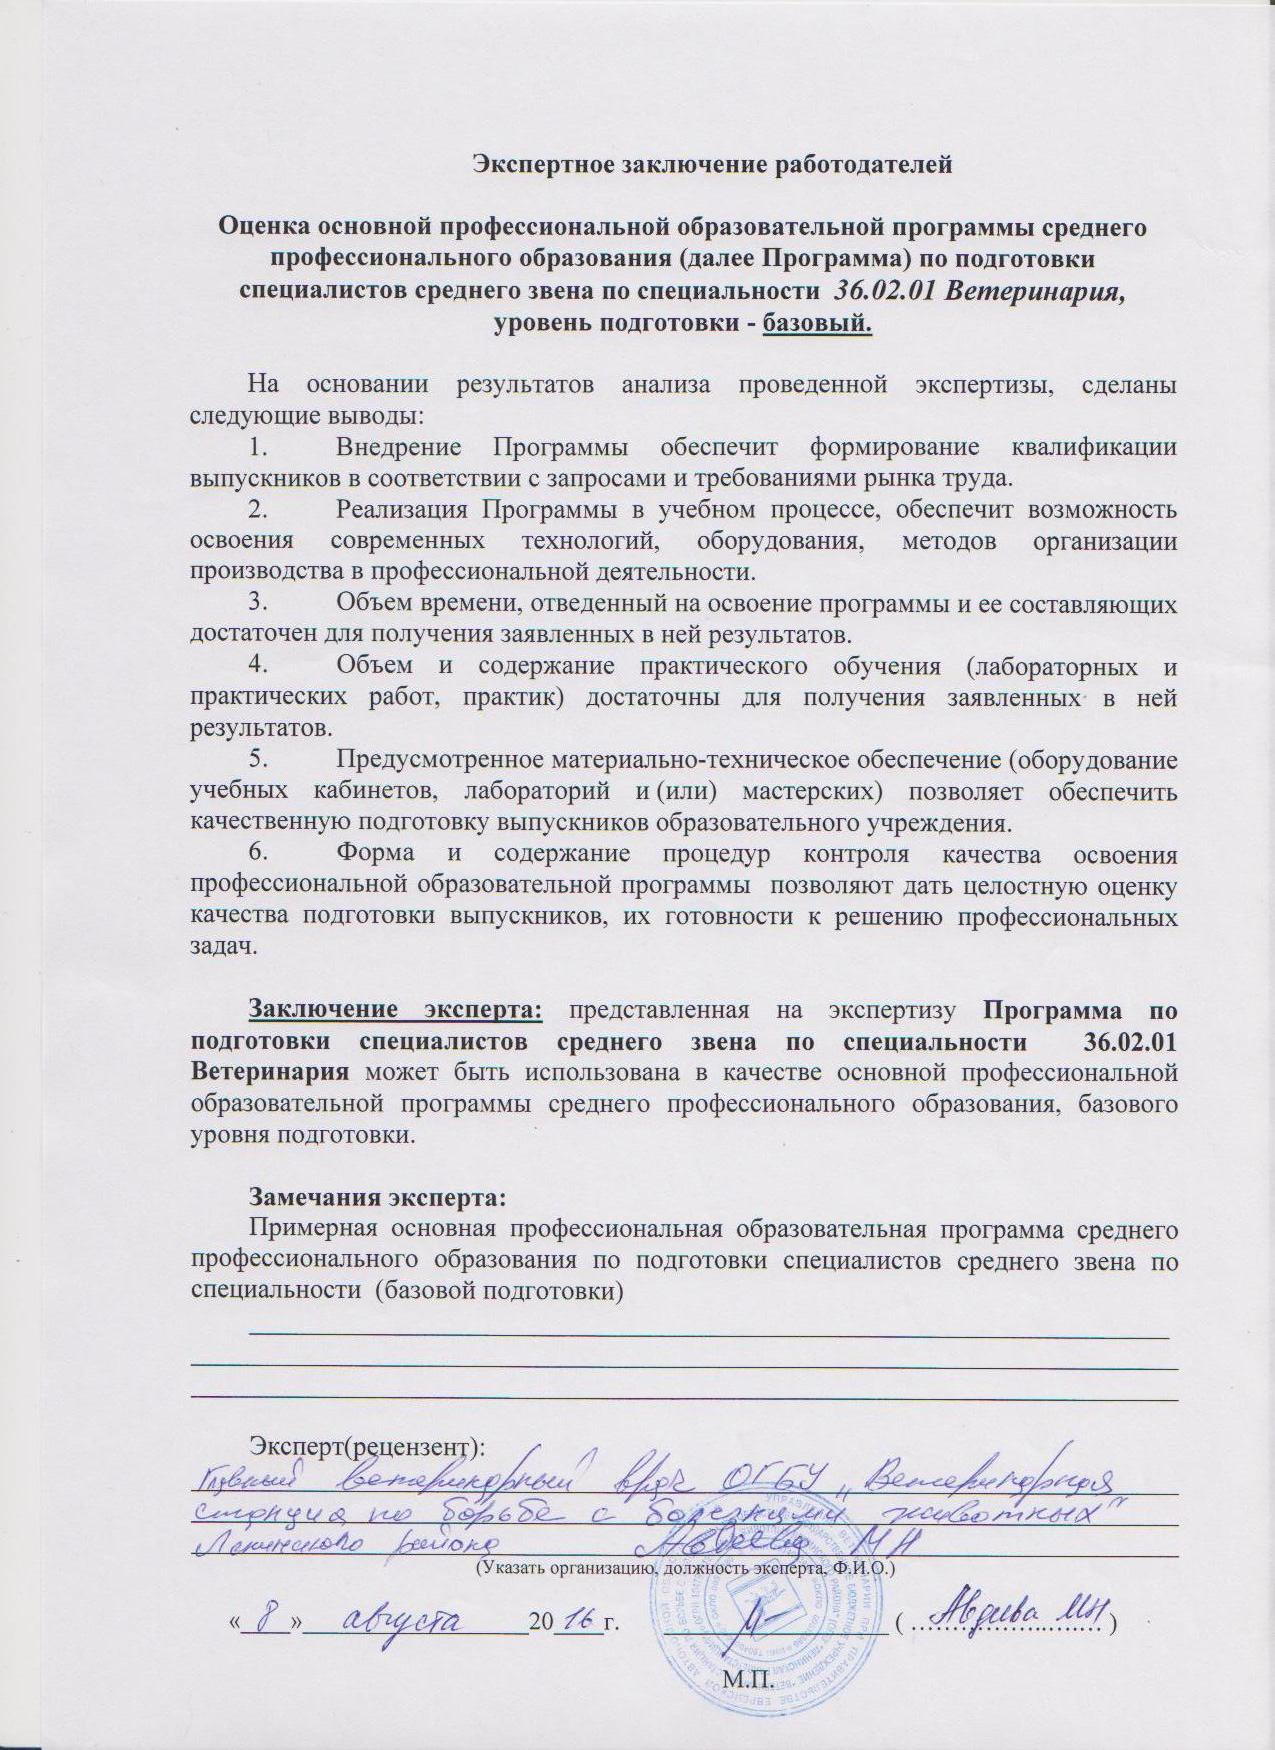 Экспертное заключение работодателей
Оценка основной профессиональной образовательной программы среднего
профессионального образования (далее Программа) по подготовки
специалистов среднего звена по специальности 36.02.01 Ветеринария,
уровень подготовки - базовый.
На основании результатов анализа проведенной экспертизы, сделаны
следующие выводы:
1. Внедрение Программы обеспечит формирование квалификации
выпускников в соответствии с запросами и требованиями рынка труда.
2. Реализация Программы в учебном процессе, обеспечит возможность
освоения современных технологий, оборудования, методов организации
производства в профессиональной деятельности.
3. Объем времени, отведенный на освоение программы и ее составляющих
достаточен для получения заявленных в ней результатов.
4. Объем и содержание практического обучения (лабораторных и
практических работ, практик) достаточны для получения заявленных в ней
результатов.
5. Предусмотренное материально-техническое обеспечение (оборудование
учебных кабинетов, лабораторий и (или) мастерских) позволяет обеспечить
качественную подготовку выпускников образовательного учреждения.
6. Форма и содержание процедур контроля качества освоения
профессиональной образовательной программы позволяют дать целостную оценку
качества подготовки выпускников, их готовности к решению профессиональных
задач.
Заключение эксперта: представленная на экспертизу Программа по
подготовки специалистов среднего звена по специальности 36.02.01
Ветеринария может быть использована в качестве основной профессиональной
образовательной программы среднего профессионального образования, базового
уровня подготовки.
Замечания эксперта:
Примерная основная профессиональная образовательная программа среднего
профессионального образования по подготовки специалистов среднего звена по
специальности (базовой подготовки)
Эксперт(рецензент):
Главный ветеринарный врач ОГБУ „Ветеринарная
станция по борьбе с болезнями животных"
Ленинского района Авдеева МН
(Указать организацию, должность эксперта, Ф.И.О.)
«8» августа 2016 г. (Авдеева МН)
М.П.